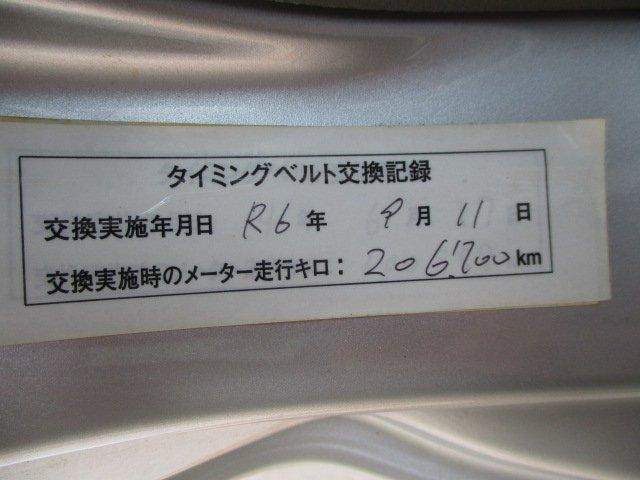 タイミングベルト交換記録
交換実施年月日 R6 年 9 月 11 日
交換実施時のメーター走行キロ： 206,700km